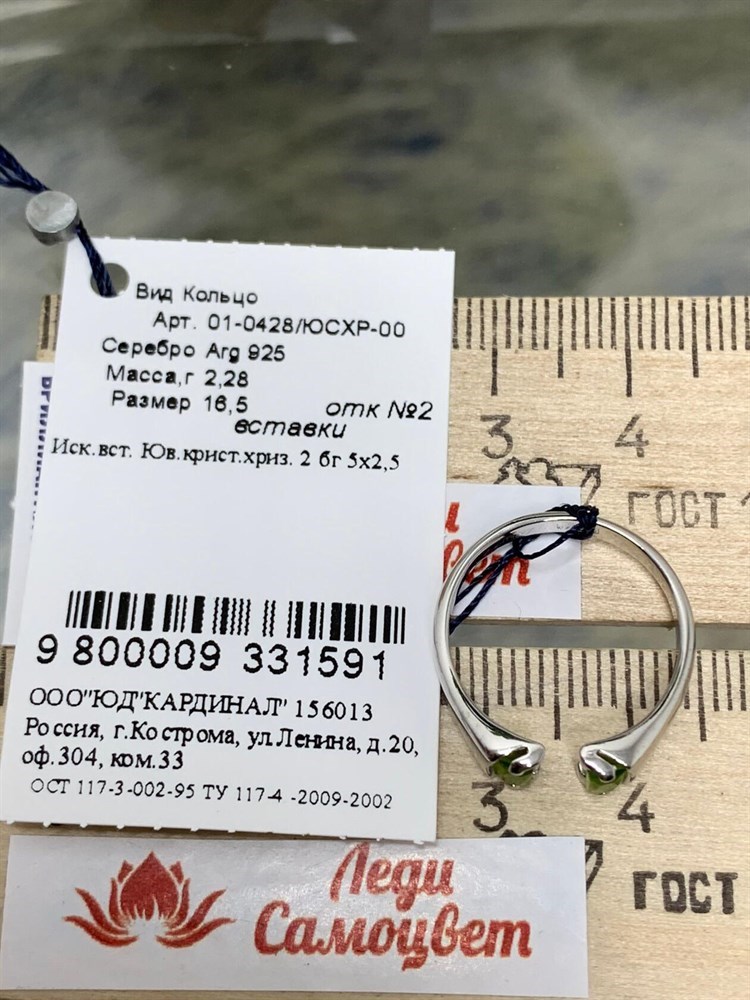 Вид Кольцо
Арт. 01-0428/ЮСХР-00
Серебро Arg 925
Масса,г 2,28
Размер 16,5
отк №2
вставки
Иск.вст. Юв.крист.хриз. 2 бг 5х2,5
9 800009 331591
ООО"ЮД"КАРДИНАЛ" 156013
Россия, г.Кострома, ул.Ленина, д.20,
оф.304, ком.33
ОСТ 117-3-002-95 ТУ 117-4 -2009-2002
3 4
ГОСТ 1
3 4
ГОСТ
Леди
Самоцвет